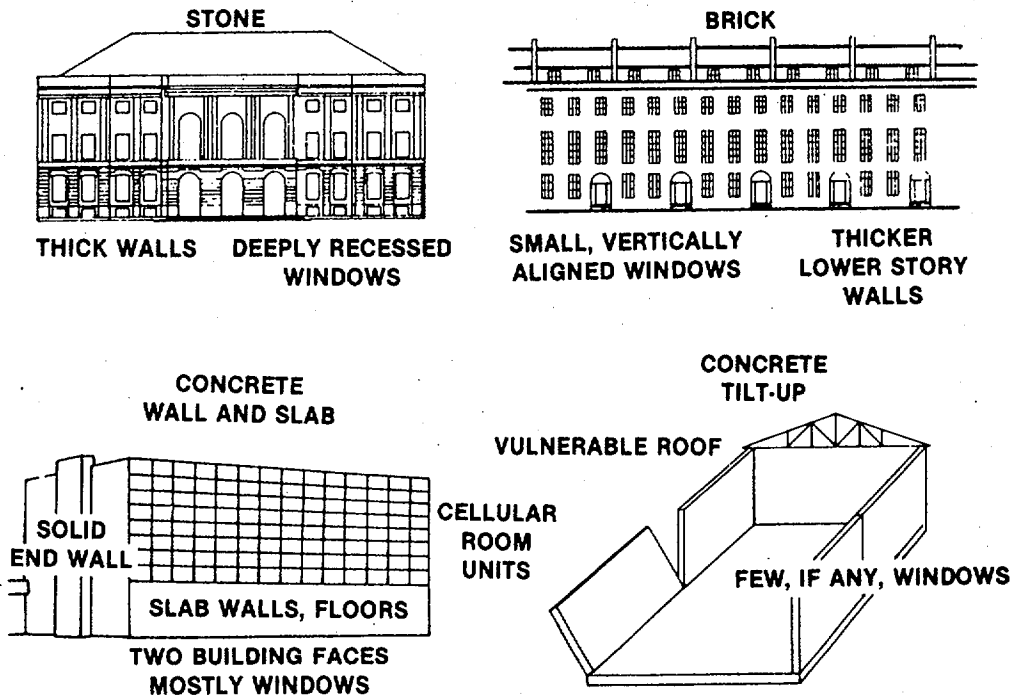 STONE
THICK WALLS
DEEPLY RECESSED
WINDOWS
BRICK
SMALL, VERTICALLY
ALIGNED WINDOWS
THICKER
LOWER STORY
WALLS
CONCRETE
WALL AND SLAB
SOLID
END WALL
CELLULAR
ROOM
UNITS
SLAB WALLS, FLOORS
TWO BUILDING FACES
MOSTLY WINDOWS
CONCRETE
TILT-UP
VULNERABLE ROOF
FEW, IF ANY, WINDOWS